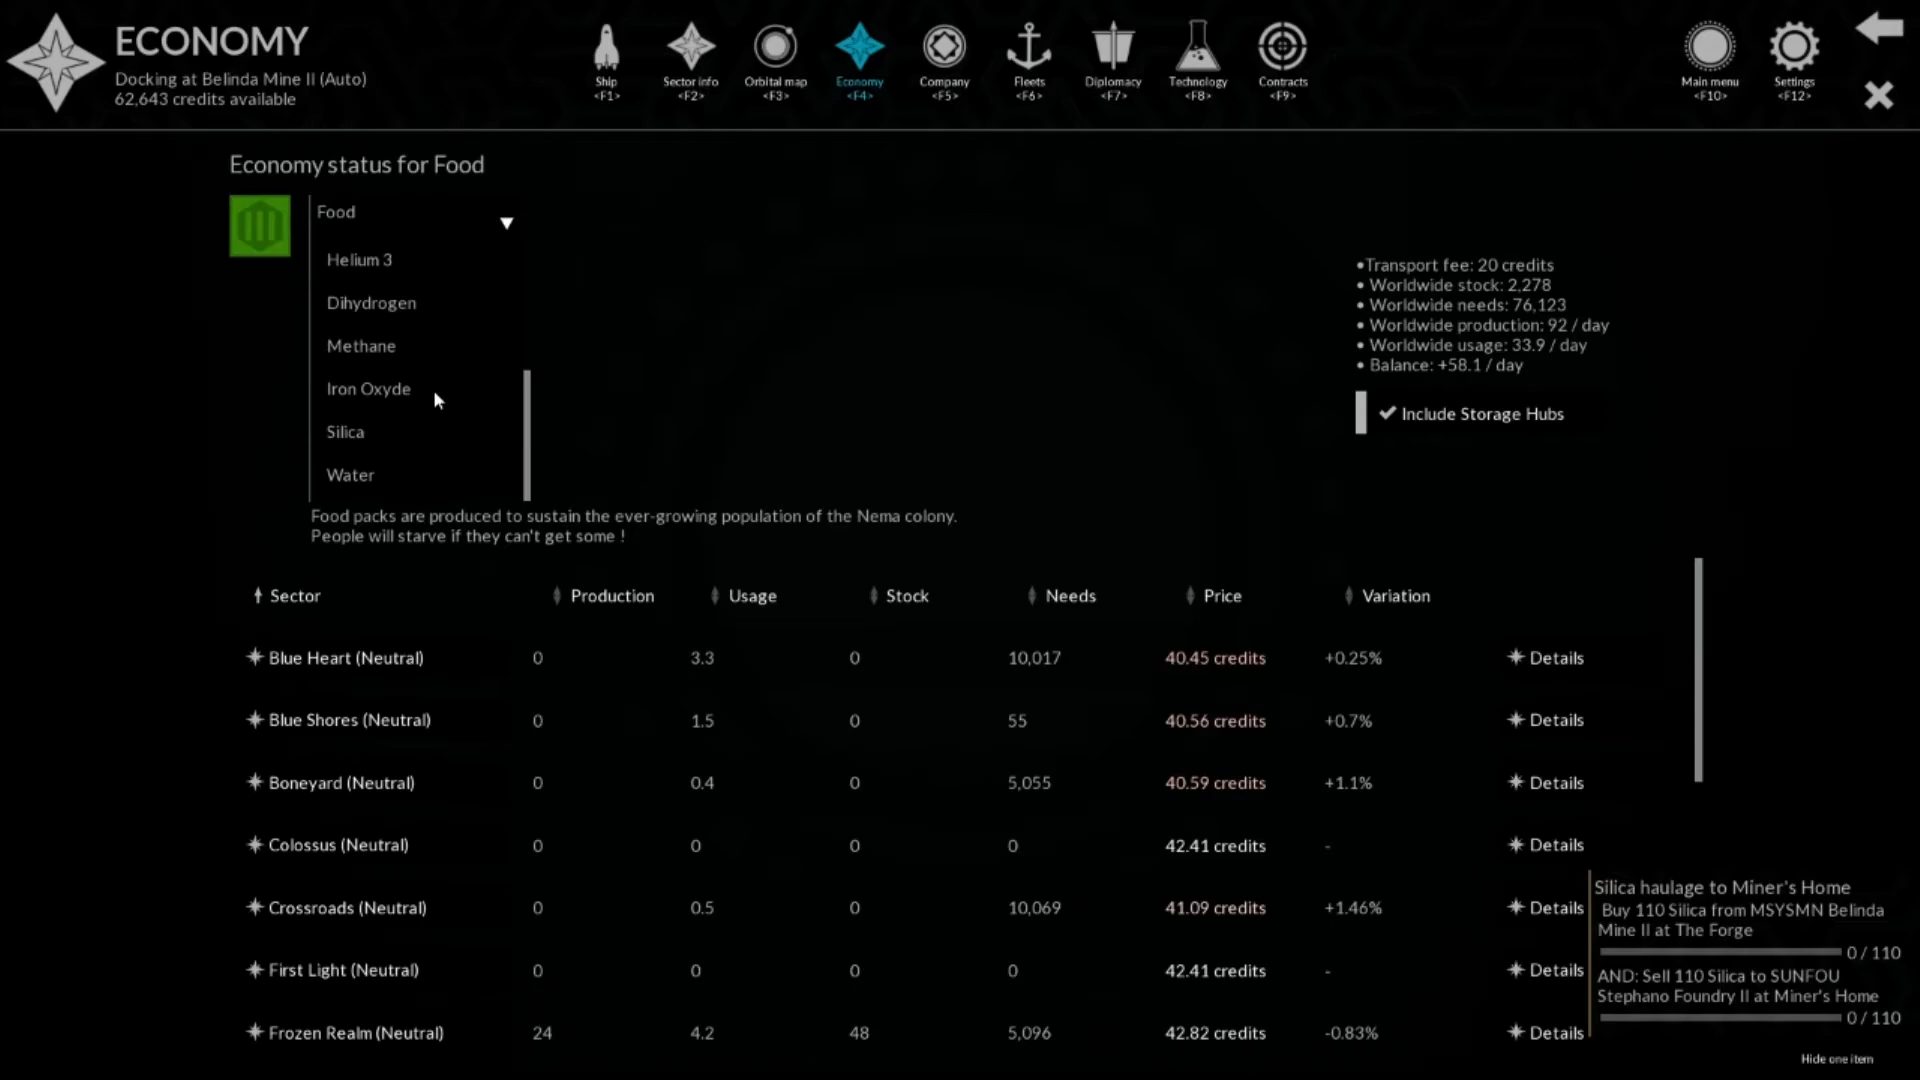 ECONOMY
Docking at Belinda Mine II (Auto)
62,643 credits available
Ship
<F1>
Sector info
<F2>
Orbital map
<F3>
Economy
<F4>
Company
<F5>
Fleets
<F6>
Diplomacy
<F7>
Technology
<F8>
Contracts
<F9>
Main menu
<F10>
Settings
<F12>
Economy status for Food
Food
Helium 3
Dihydrogen
Methane
Iron Oxyde
Silica
Water
•Transport fee: 20 credits
• Worldwide stock: 2,278
• Worldwide needs: 76,123
• Worldwide production: 92 / day
• Worldwide usage: 33.9 / day
• Balance: +58.1 / day
Include Storage Hubs
Food packs are produced to sustain the ever-growing population of the Nema colony.
People will starve if they can't get some !
Sector Production Usage Stock Needs Price Variation
Blue Heart (Neutral) 0 3.3 0 10,017 40.45 credits +0.25% Details
Blue Shores (Neutral) 0 1.5 0 55 40.56 credits +0.7% Details
Boneyard (Neutral) 0 0.4 0 5,055 40.59 credits +1.1% Details
Colossus (Neutral) 0 0 0 0 42.41 credits - Details
Crossroads (Neutral) 0 0.5 0 10,069 41.09 credits +1.46% Details
First Light (Neutral) 0 0 0 0 42.41 credits - Details
Frozen Realm (Neutral) 24 4.2 48 5,096 42.82 credits -0.83% Details
Silica haulage to Miner's Home
Buy 110 Silica from MSYSMN Belinda
Mine II at The Forge
0 / 110
AND: Sell 110 Silica to SUNFOU
Stephano Foundry II at Miner's Home
0 / 110
Hide one item